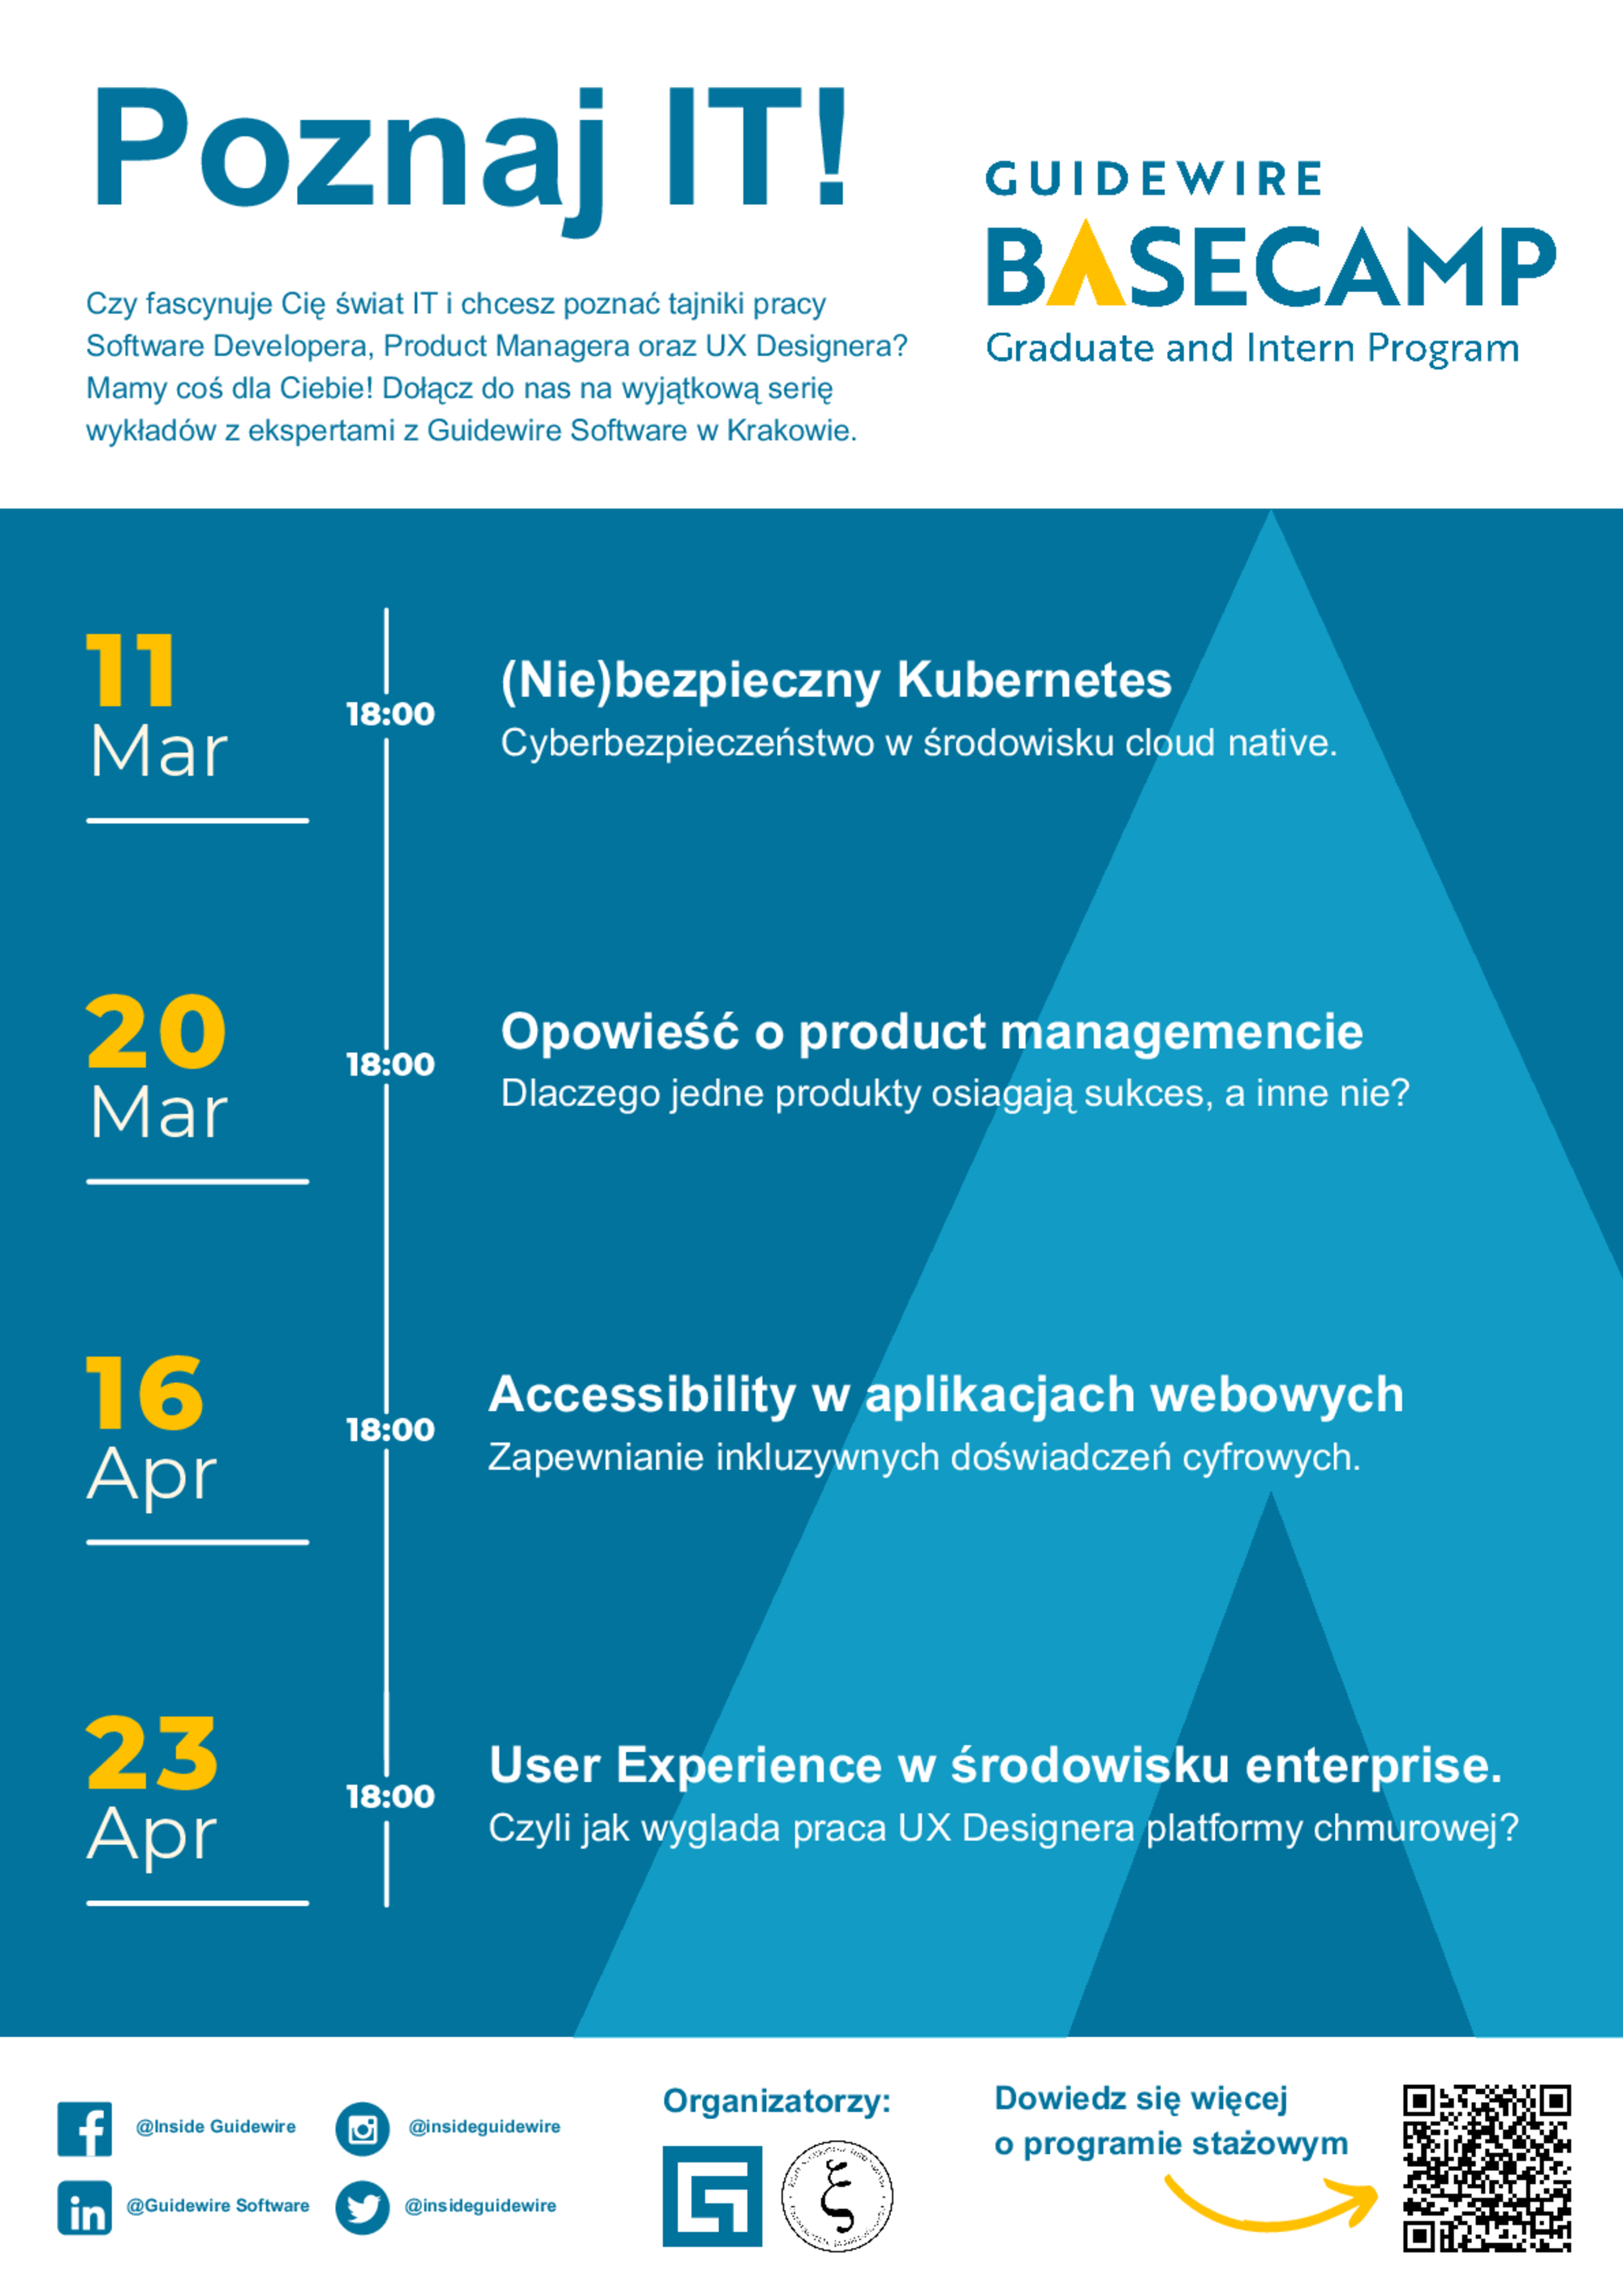 Poznaj IT!
GUIDEWIRE
BASECAMP
Graduate and Intern Program
Czy fascynuje Cię świat IT i chcesz poznać tajniki pracy
Software Developera, Product Managera oraz UX Designera?
Mamy coś dla Ciebie! Dołącz do nas na wyjątkową serię
wykładów z ekspertami z Guidewire Software w Krakowie.
11
Mar
18:00
(Nie)bezpieczny Kubernetes
Cyberbezpieczeństwo w środowisku cloud native.
20
Mar
18:00
Opowieść o product managemencie
Dlaczego jedne produkty osiagają sukces, a inne nie?
16
Apr
18:00
Accessibility w aplikacjach webowych
Zapewnianie inkluzywnych doświadczeń cyfrowych.
23
Apr
18:00
User Experience w środowisku enterprise.
Czyli jak wyglada praca UX Designera platformy chmurowej?
@Inside Guidewire
@insideguidewire
@Guidewire Software
@insideguidewire
Organizatorzy:
Dowiedz się więcej
o programie stażowym